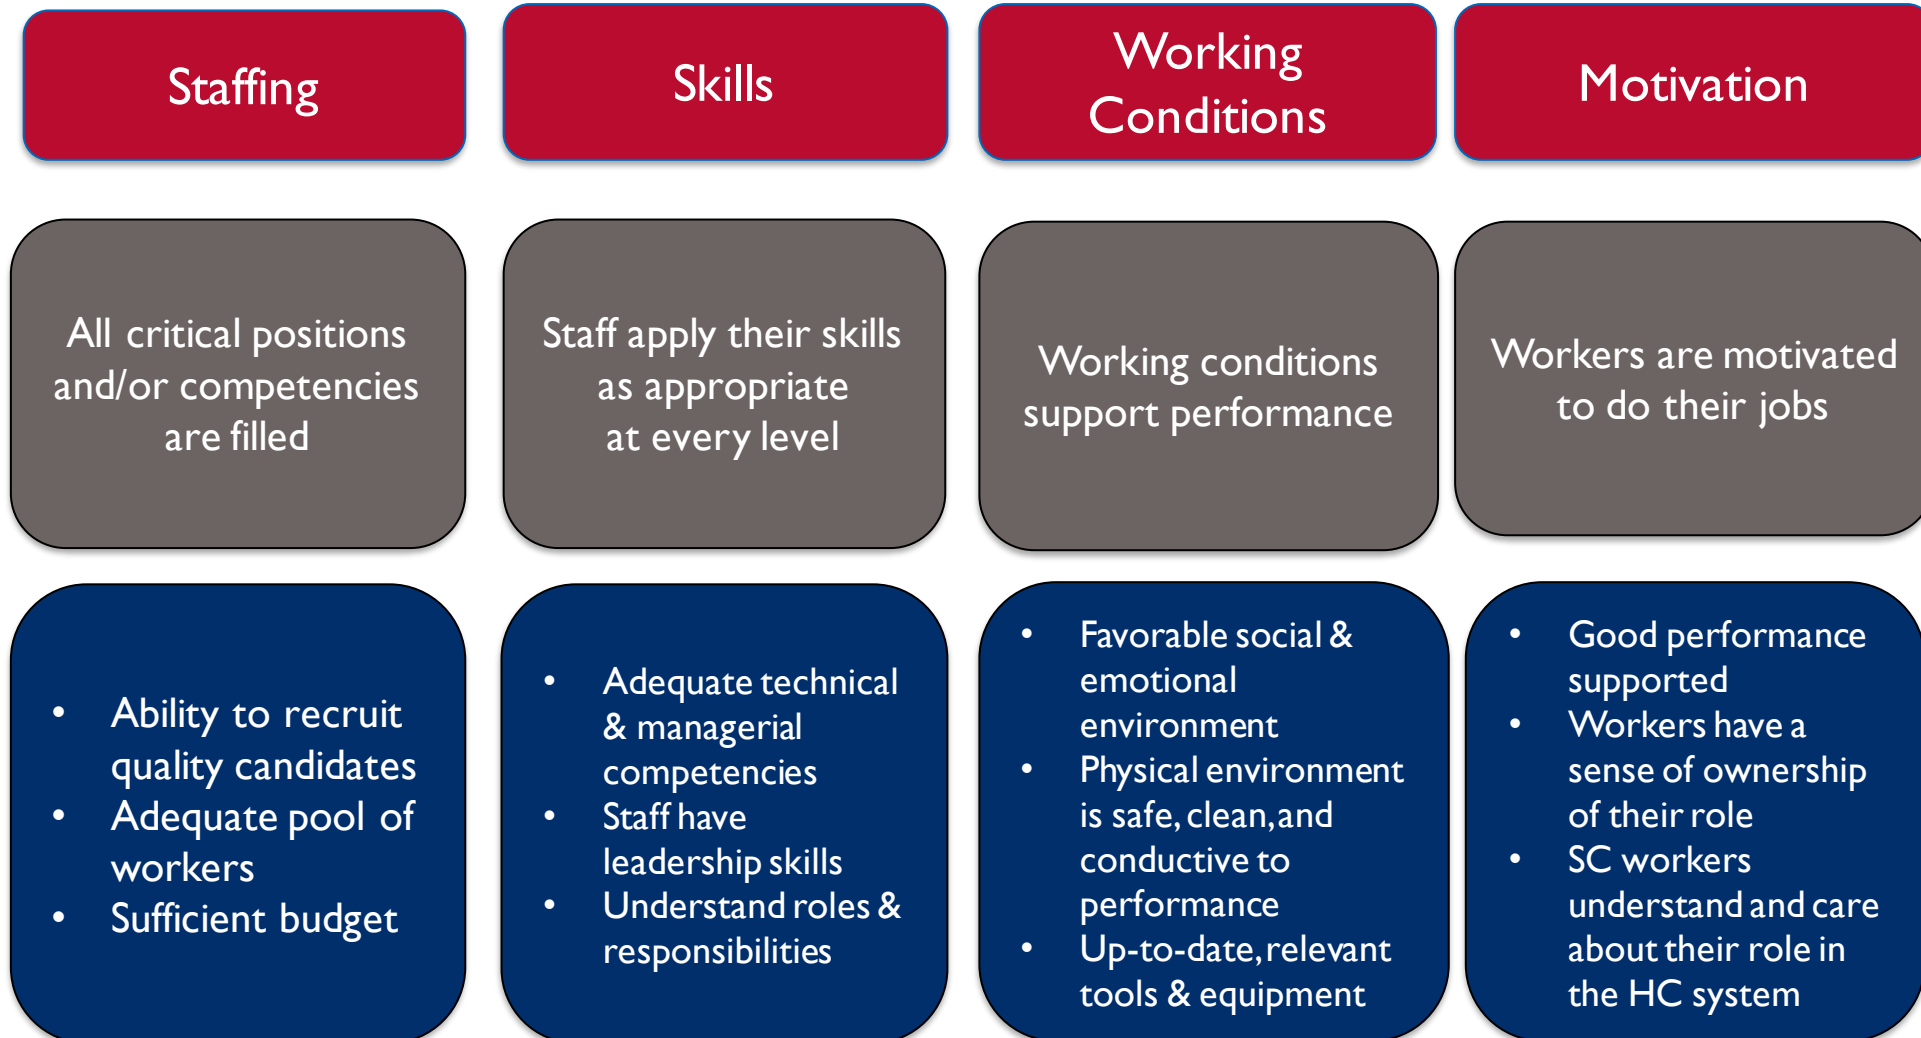 Staffing
Skills
Working
Conditions
Motivation
All critical positions
and/or competencies
are filled
Staff apply their skills
as appropriate
at every level
Working conditions
support performance
Workers are motivated
to do their jobs
• Ability to recruit
quality candidates
• Adequate pool of
workers
• Sufficient budget
• Adequate technical
& managerial
competencies
• Staff have
leadership skills
• Understand roles &
responsibilities
• Favorable social &
emotional
environment
• Physical environment
is safe, clean, and
conductive to
performance
• Up-to-date, relevant
tools & equipment
• Good performance
supported
• Workers have a
sense of ownership
of their role
• SC workers
understand and care
about their role in
the HC system